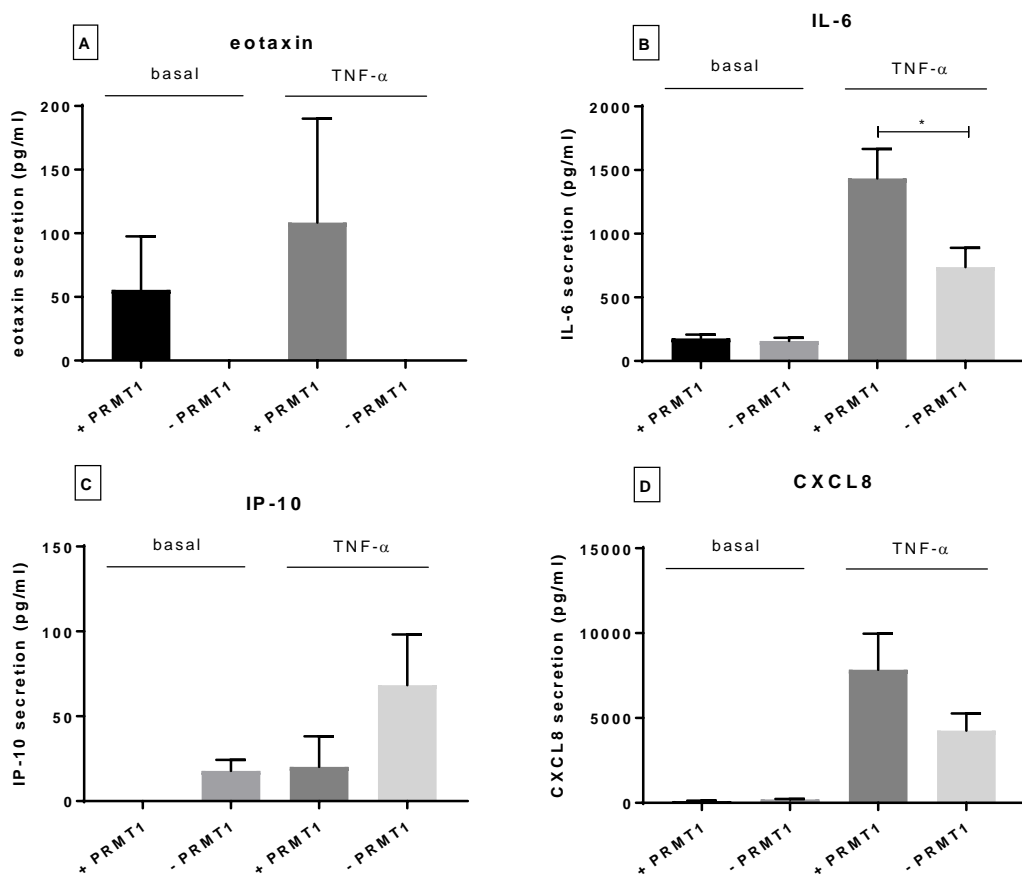 A
eotaxin
basal
TNF-α
eotaxin secretion (pg/ml)
200
150
100
50
0
+ PRMT1
- PRMT1
+ PRMT1
- PRMT1
B
IL-6
basal
TNF-α
*
IL-6 secretion (pg/ml)
2000
1500
1000
500
0
+ PRMT1
- PRMT1
+ PRMT1
- PRMT1
C
IP-10
basal
TNF-α
IP-10 secretion (pg/ml)
150
100
50
0
+ PRMT1
- PRMT1
+ PRMT1
- PRMT1
D
CXCL8
basal
TNF-α
CXCL8 secretion (pg/ml)
15000
10000
5000
0
+ PRMT1
- PRMT1
+ PRMT1
- PRMT1